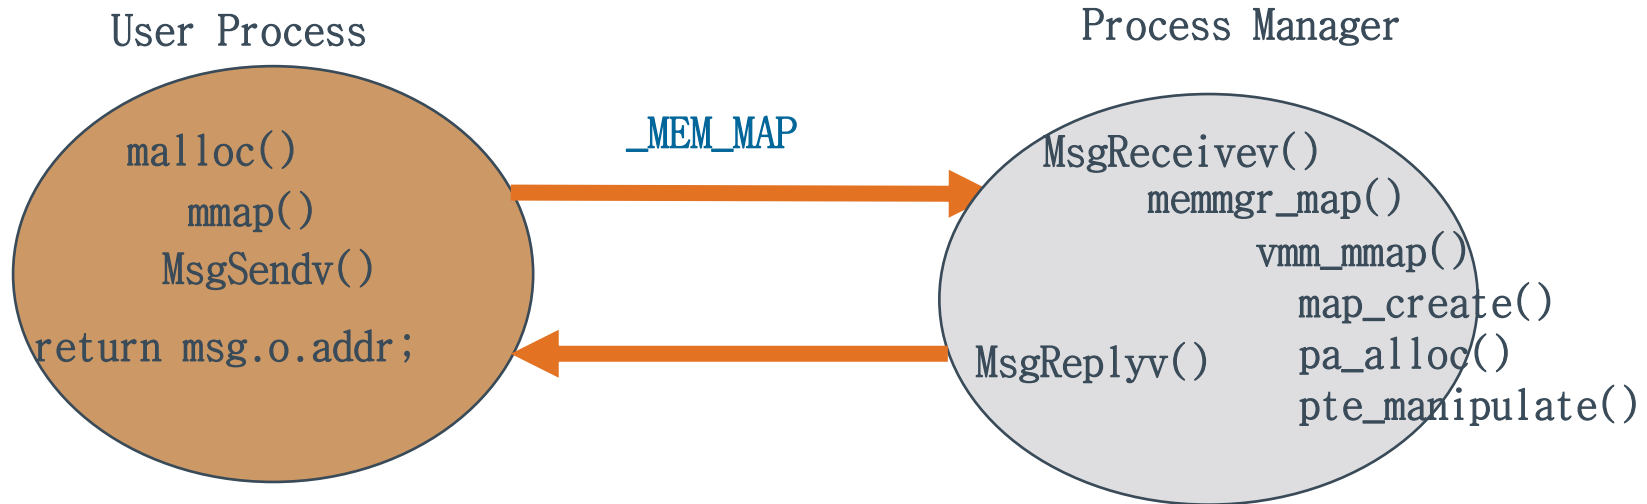 User Process
malloc()
mmap()
MsgSendv()
return msg.o.addr;
_MEM_MAP
Process Manager
MsgReceivev()
memmgr_map()
vmm_mmap()
map_create()
pa_alloc()
pte_manipulate()
MsgReplyv()